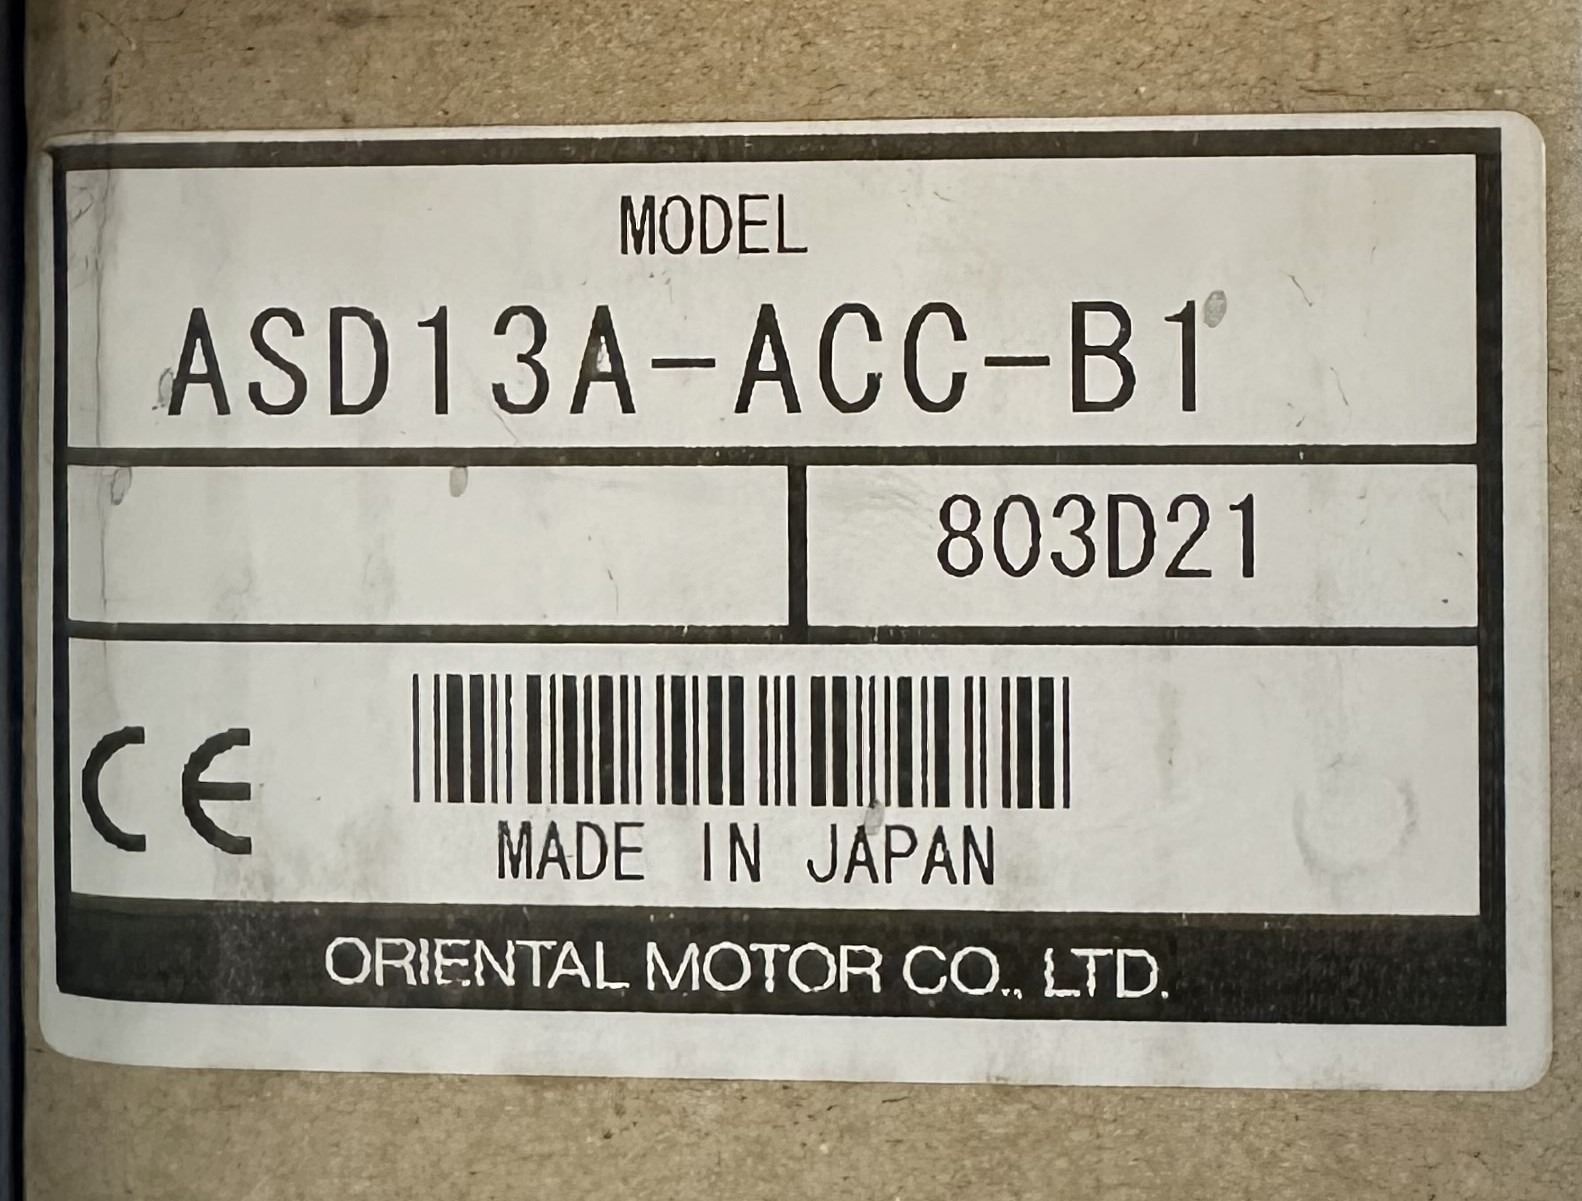 MODEL
ASD13A-ACC-B1
803D21
CE
MADE IN JAPAN
ORIENTAL MOTOR CO., LTD.